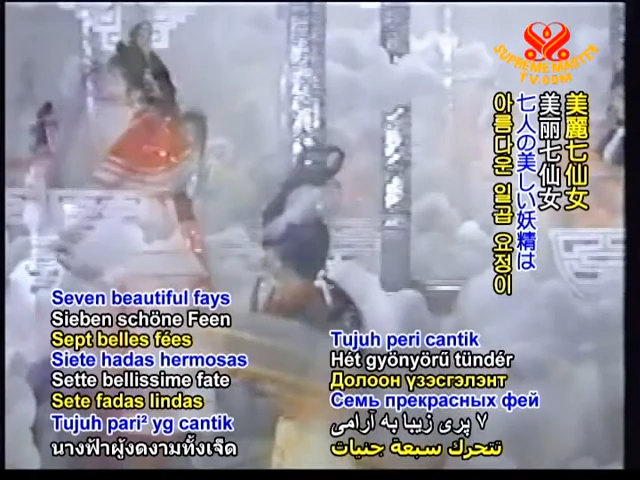 SUPREME MASTER
TV.COM
美麗七仙女
美丽七仙女
七人の美しい妖精は
아름다운 일곱 요정이
Seven beautiful fays
Sieben schöne Feen
Sept belles fées
Siete hadas hermosas
Sette bellissime fate
Sete fadas lindas
Tujuh pari² yg cantik
นางฟ้าผู้งดงามทั้งเจ็ด
Tujuh peri cantik
Hét gyönyörű tündér
Долоон үзэсгэлэнт
Семь прекрасных фей
۷ پری زیبا به آرامی
تتحرك سبعة جنيات